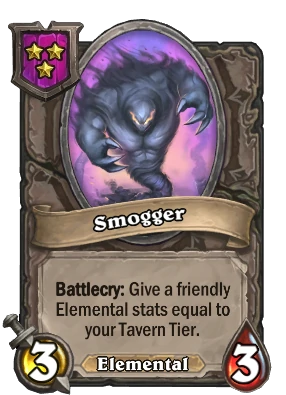 Smogger
Battlecry: Give a friendly
Elemental stats equal to
your Tavern Tier.
3
Elemental
3